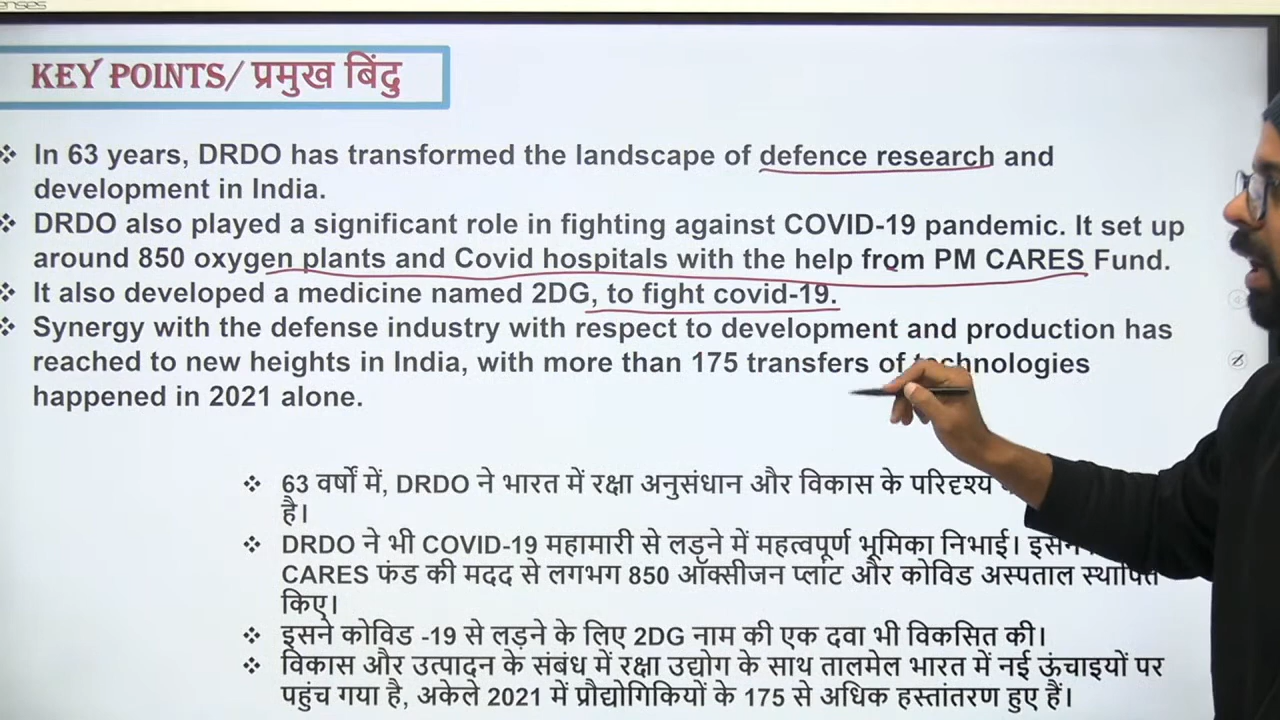 KEY POINTS/ प्रमुख बिंदु
❖ In 63 years, DRDO has transformed the landscape of defence research and
development in India.
❖ DRDO also played a significant role in fighting against COVID-19 pandemic. It set up
around 850 oxygen plants and Covid hospitals with the help from PM CARES Fund.
❖ It also developed a medicine named 2DG, to fight covid-19.
❖ Synergy with the defense industry with respect to development and production has
reached to new heights in India, with more than 175 transfers of technologies
happened in 2021 alone.
❖ 63 वर्षों में, DRDO ने भारत में रक्षा अनुसंधान और विकास के परिदृश्य
है।
❖ DRDO ने भी COVID-19 महामारी से लड़ने में महत्वपूर्ण भूमिका निभाई।
CARES फंड की मदद से लगभग 850 ऑक्सीजन प्लांट और कोविड अस्पताल स्थापित
किए।
❖ इसने कोविड -19 से लड़ने के लिए 2DG नाम की एक दवा भी विकसित की।
❖ विकास और उत्पादन के संबंध में रक्षा उद्योग के साथ तालमेल भारत में नई ऊंचाइयों पर
पहुंच गया है, अकेले 2021 में प्रौद्योगिकियों के 175 से अधिक हस्तांतरण हुए हैं।